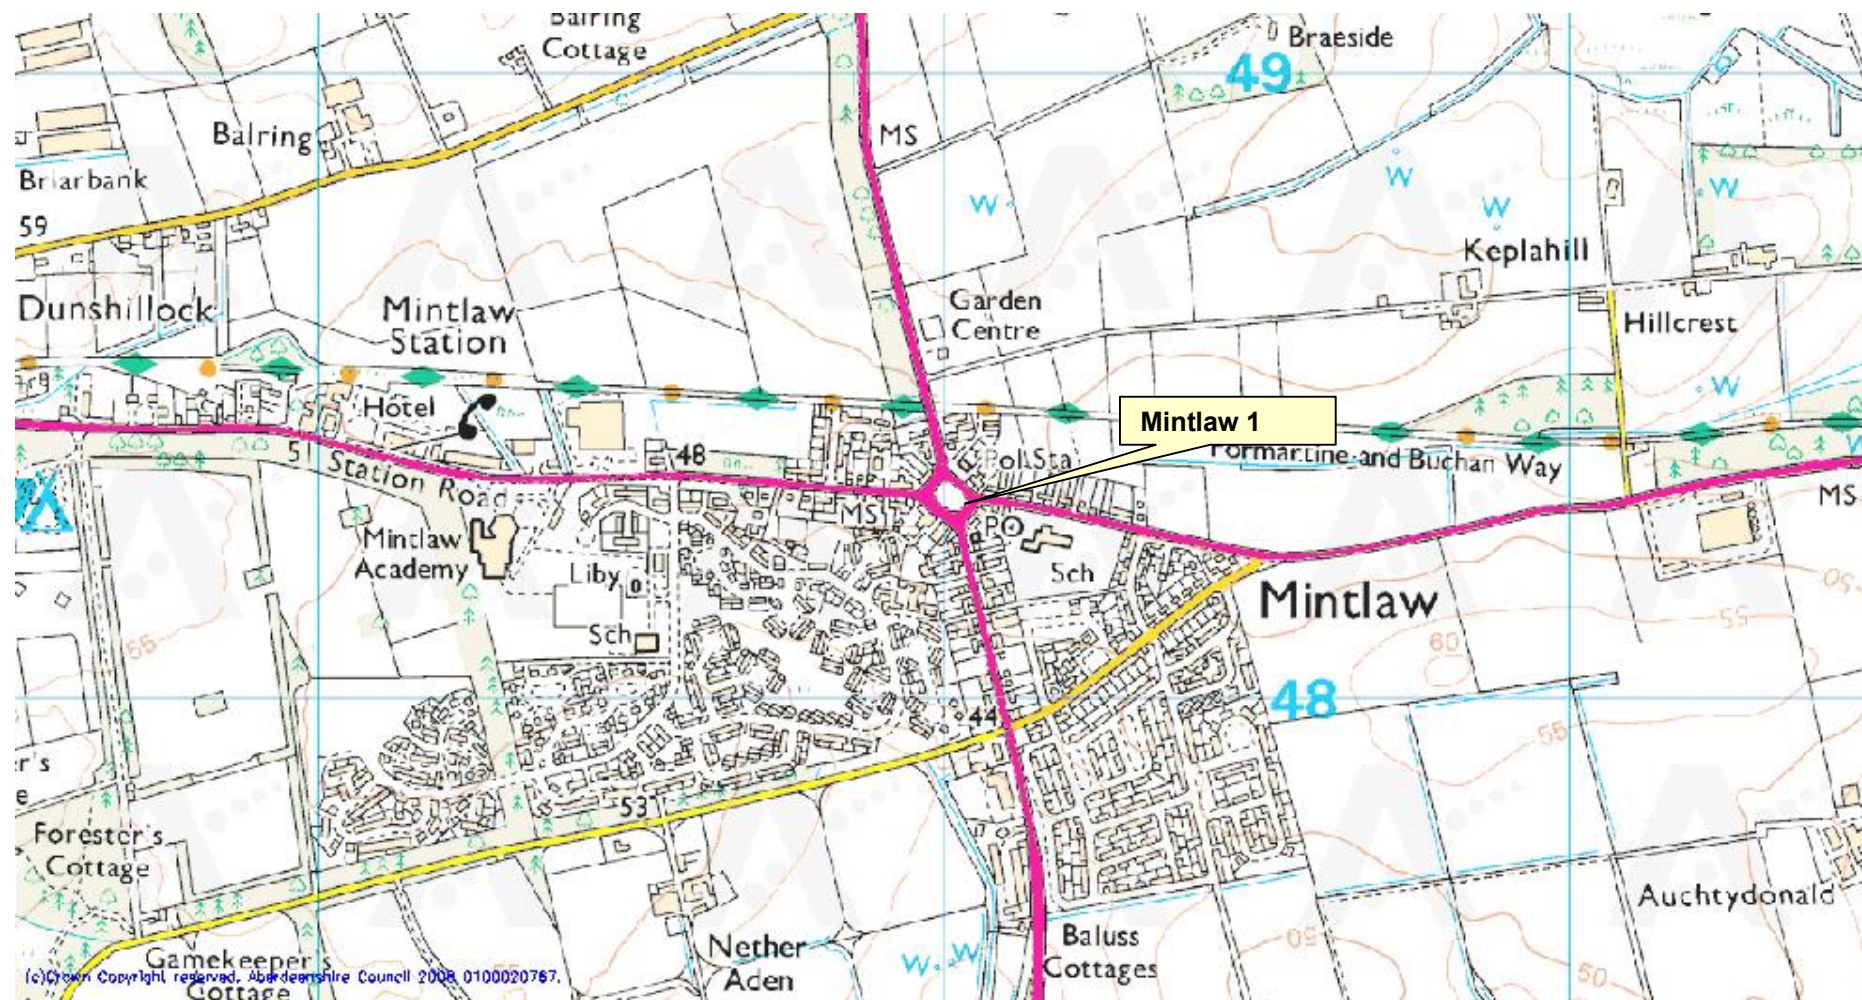 Balring
Cottage
Braeside
49
Balring
MS
Briarbank
W
W
W
W
59
Keplahill
Dunshillock
Mintlaw
Station
Garden
Centre
Hillcrest
Hotel
W
Mintlaw 1
51
Station Road
48
Pol Sta
Formartine and Buchan Way
MS
MS
PO
Mintlaw
Academy
Liby
Sch
Sch
Mintlaw
50
55
55
60
48
44
55
53
Forester's
Cottage
Auchtydonald
Gamekeeper's
Cottage
Nether
Aden
W
W
Baluss
Cottages
50
50
(c)Crown Copyright reserved. Aberdeenshire Council 2008 0100020767.